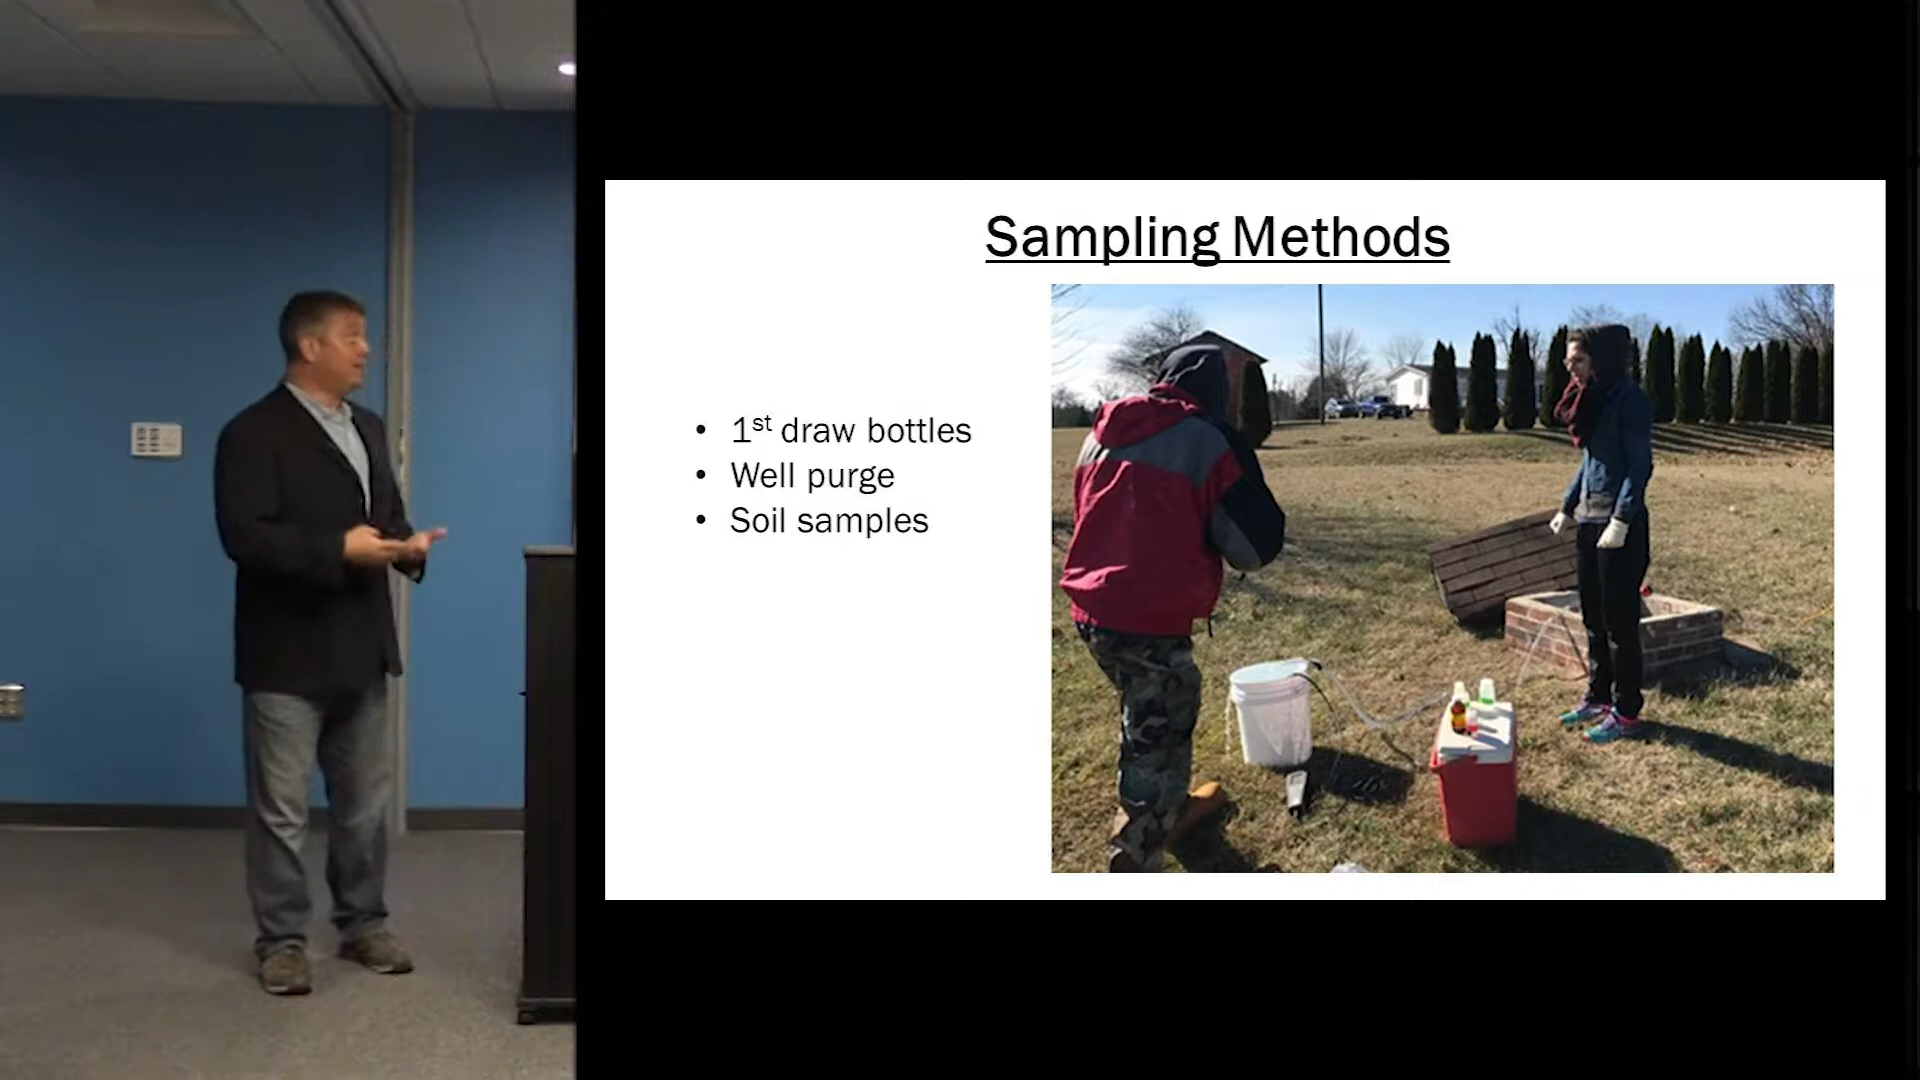 Sampling Methods
• 1st draw bottles
• Well purge
• Soil samples